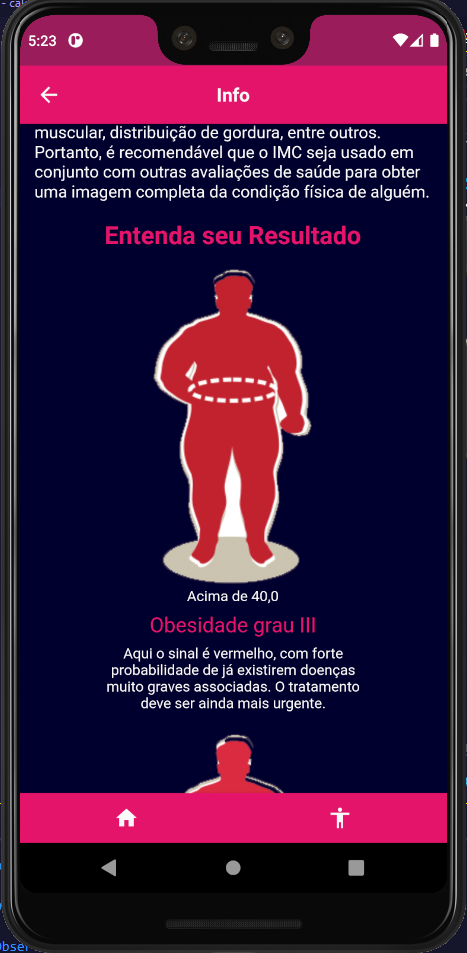 - cal
5:23
Info
muscular, distribuição de gordura, entre outros.
Portanto, é recomendável que o IMC seja usado em
conjunto com outras avaliações de saúde para obter
uma imagem completa da condição física de alguém.
Entenda seu Resultado
Acima de 40,0
Obesidade grau III
Aqui o sinal é vermelho, com forte
probabilidade de já existirem doenças
muito graves associadas. O tratamento
deve ser ainda mais urgente.